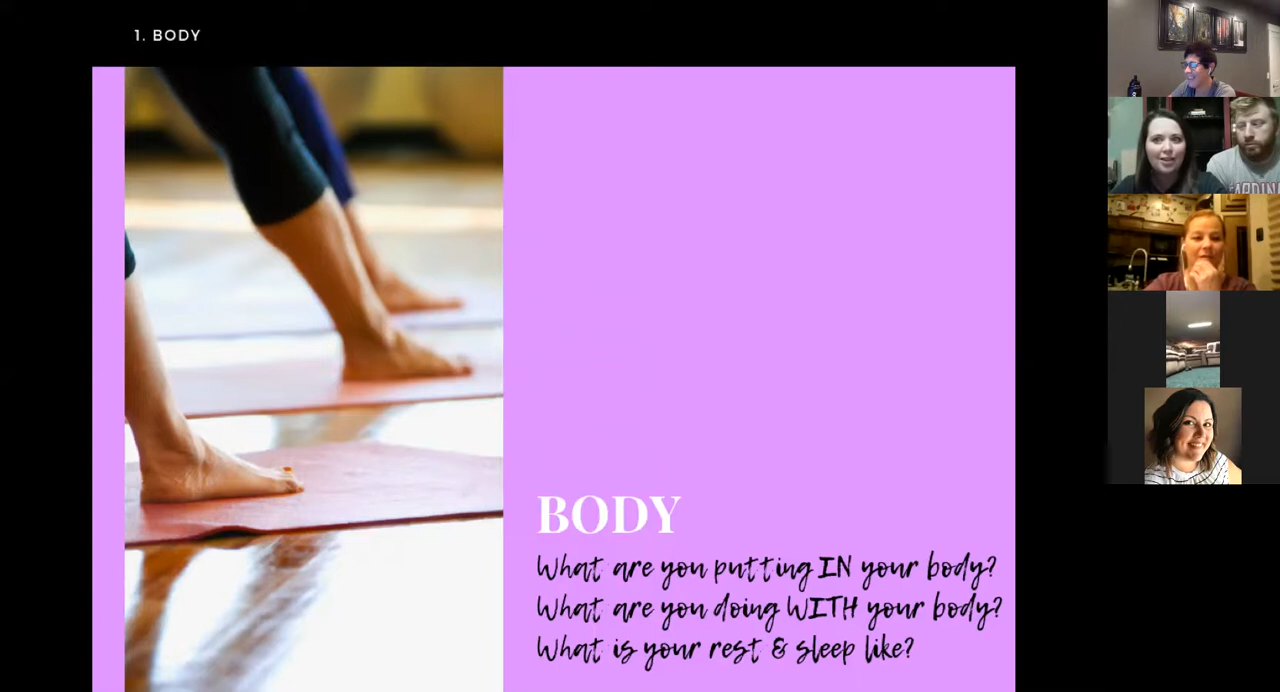 1. BODY
BODY
What are you putting IN your body?
What are you doing WITH your body?
What is your rest & sleep like?